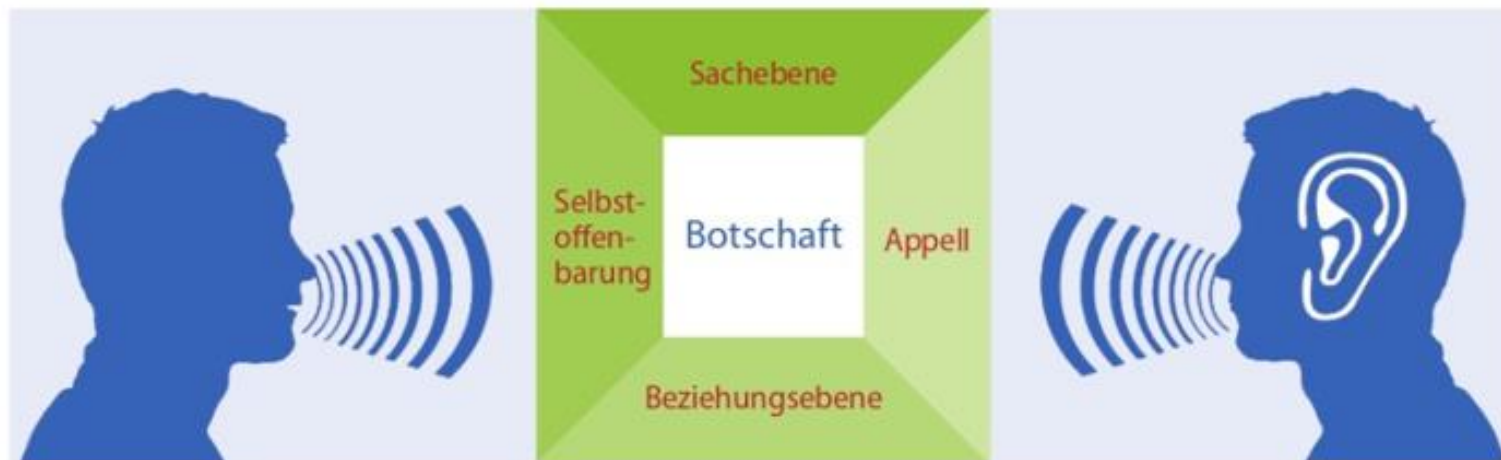 Sachebene
Selbst-
offen-
barung
Botschaft
Appell
Beziehungsebene